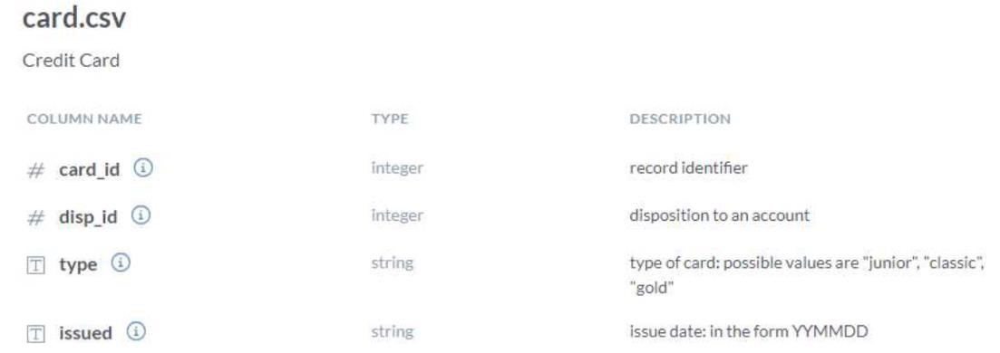 card.csv
Credit Card
COLUMN NAME TYPE DESCRIPTION
# card_id integer record identifier
# disp_id integer disposition to an account
T type string type of card: possible values are "junior", "classic",
"gold"
T issued string issue date: in the form YYMMDD